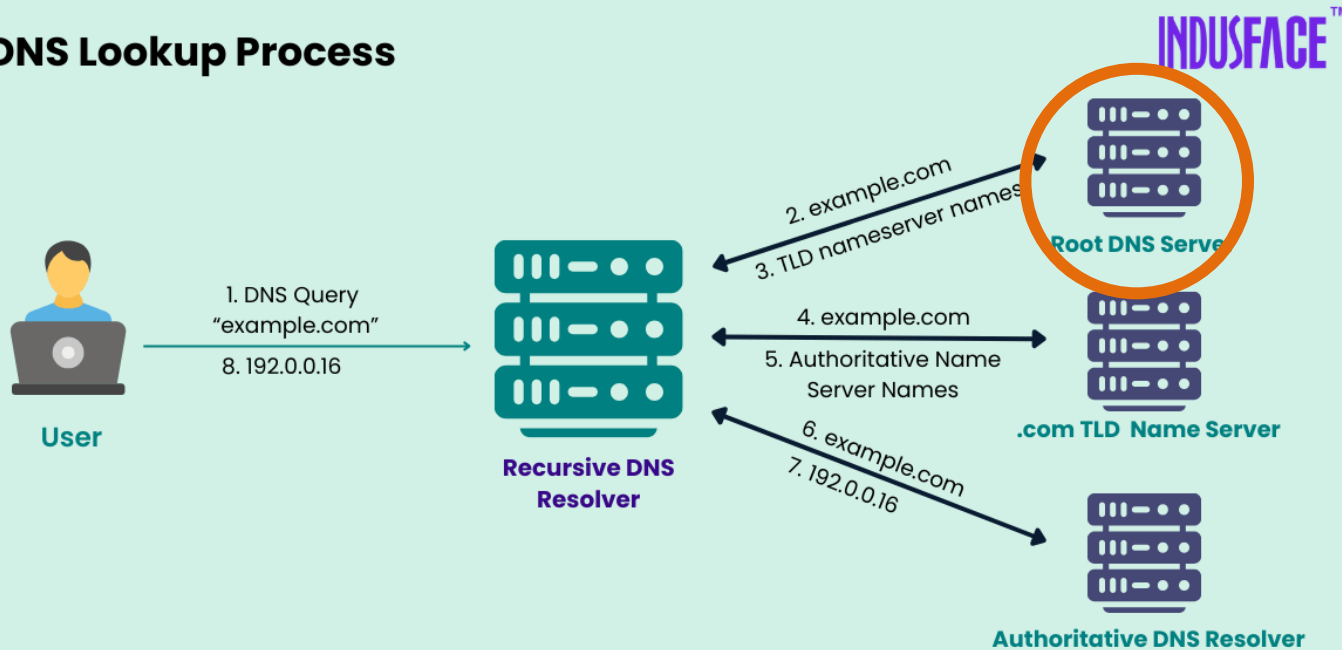 DNS Lookup Process
INDUSFACE™
2. example.com
3. TLD nameserver names
Root DNS Serve
1. DNS Query
“example.com”
8. 192.0.0.16
4. example.com
5. Authoritative Name
Server Names
.com TLD Name Server
User
6. example.com
7. 192.0.0.16
Recursive DNS
Resolver
Authoritative DNS Resolver